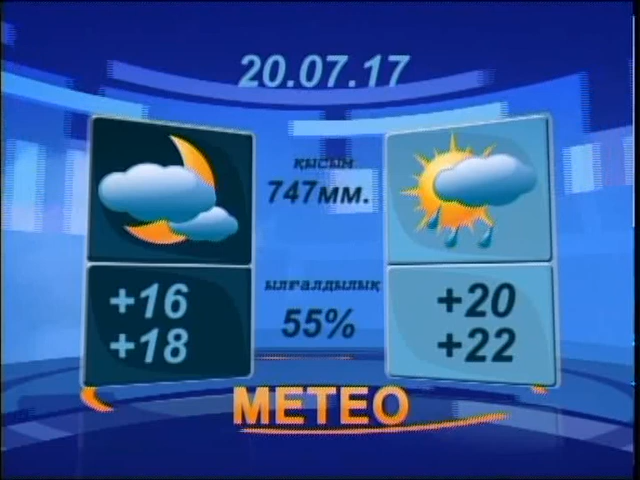 20.07.17
қысым
747мм.
ылғалдылық
55%
+16
+18
+20
+22
МЕТЕО